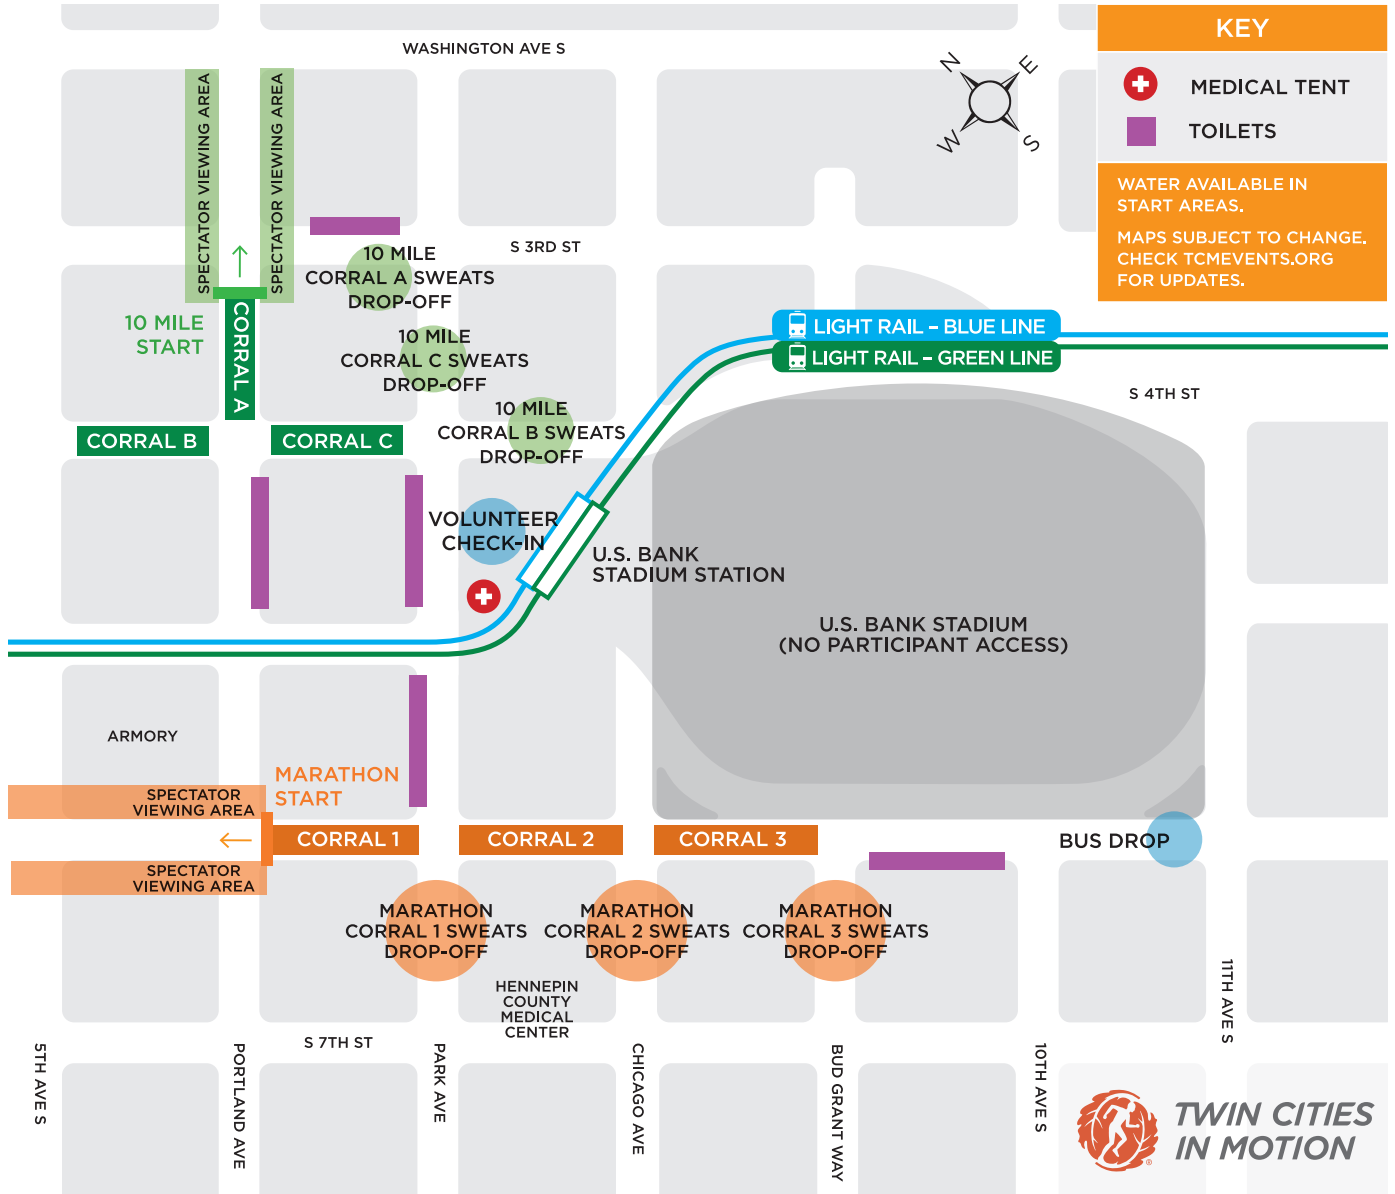 WASHINGTON AVE S
N
E
W
S
KEY
MEDICAL TENT
TOILETS
WATER AVAILABLE IN
START AREAS.
MAPS SUBJECT TO CHANGE.
CHECK TCMEVENTS.ORG
FOR UPDATES.
SPECTATOR VIEWING AREA
SPECTATOR VIEWING AREA
S 3RD ST
10 MILE
CORRAL A SWEATS
DROP-OFF
10 MILE
START
CORRAL A
10 MILE
CORRAL C SWEATS
DROP-OFF
LIGHT RAIL – BLUE LINE
LIGHT RAIL – GREEN LINE
S 4TH ST
10 MILE
CORRAL B SWEATS
DROP-OFF
CORRAL B
CORRAL C
VOLUNTEER
CHECK-IN
U.S. BANK
STADIUM STATION
U.S. BANK STADIUM
(NO PARTICIPANT ACCESS)
ARMORY
MARATHON
START
SPECTATOR
VIEWING AREA
CORRAL 1
CORRAL 2
CORRAL 3
BUS DROP
SPECTATOR
VIEWING AREA
MARATHON
CORRAL 1 SWEATS
DROP-OFF
MARATHON
CORRAL 2 SWEATS
DROP-OFF
MARATHON
CORRAL 3 SWEATS
DROP-OFF
HENNEPIN
COUNTY
MEDICAL
CENTER
S 7TH ST
5TH AVE S
PORTLAND AVE
PARK AVE
CHICAGO AVE
BUD GRANT WAY
10TH AVE S
11TH AVE S
TWIN CITIES
IN MOTION
®